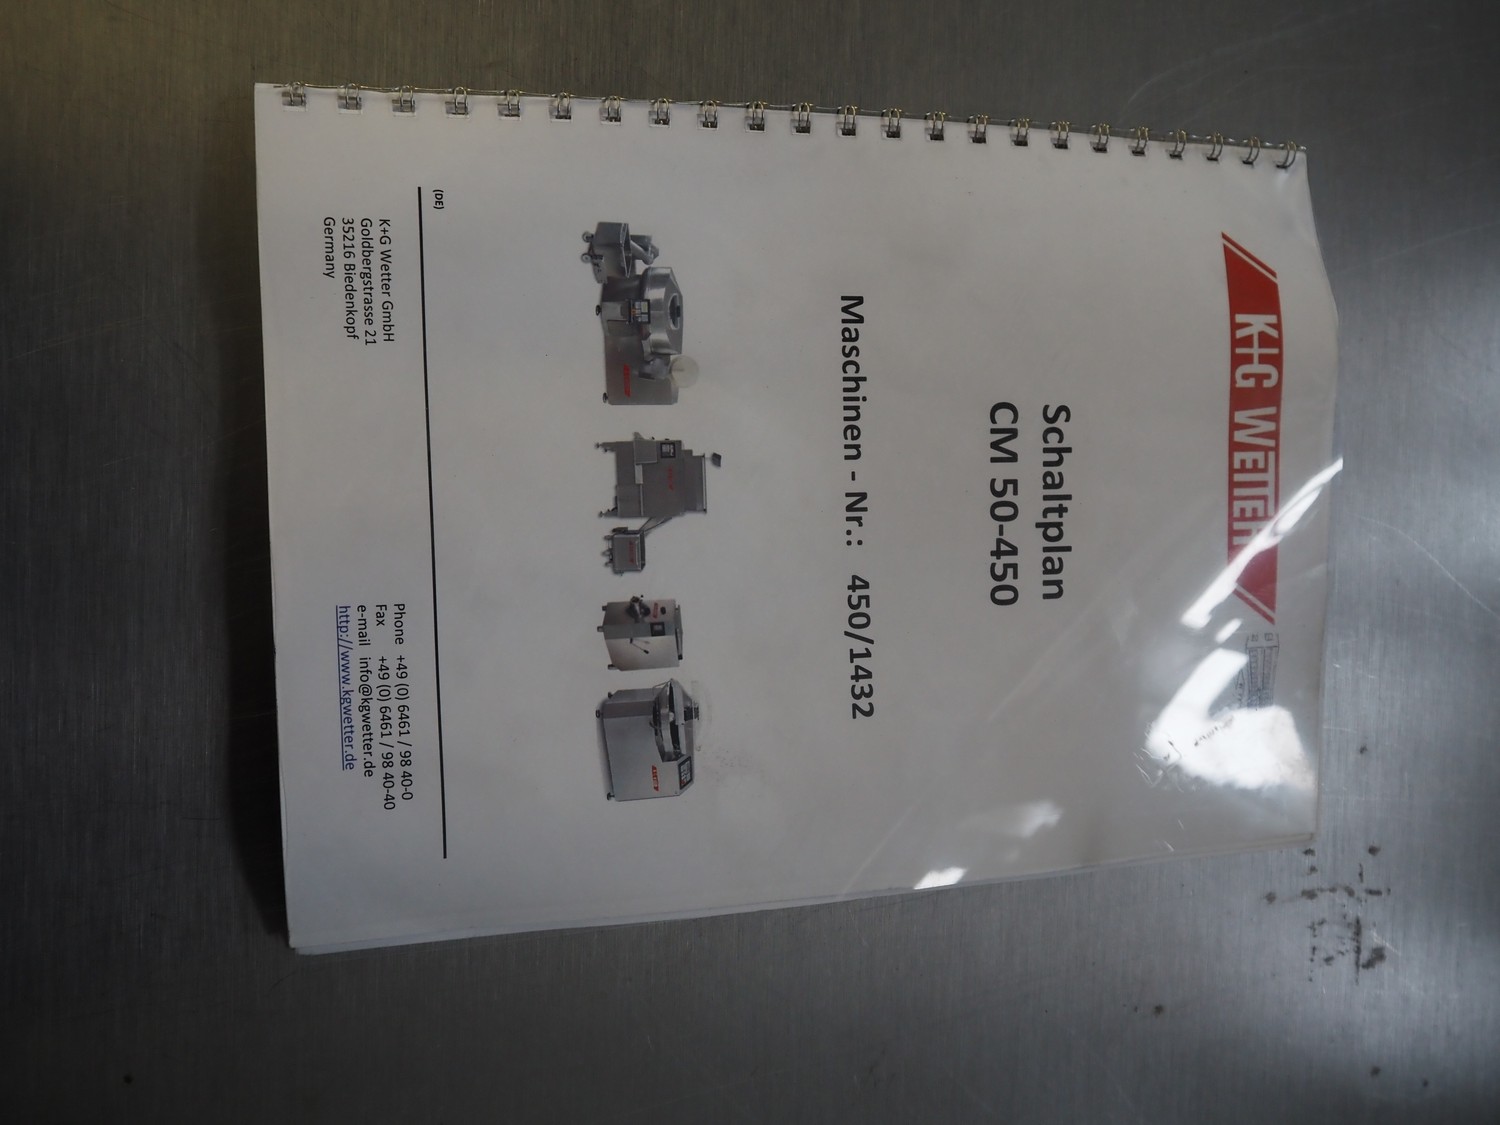 K+G WETTER
Schaltplan
CM 50-450
Maschinen - Nr.: 450/1432
(DE)
K+G Wetter GmbH
Goldbergstrasse 21
35216 Biedenkopf
Germany
Phone +49 (0) 6461 / 98 40-0
Fax +49 (0) 6461 / 98 40-40
e-mail info@kgwetter.de
http://www.kgwetter.de